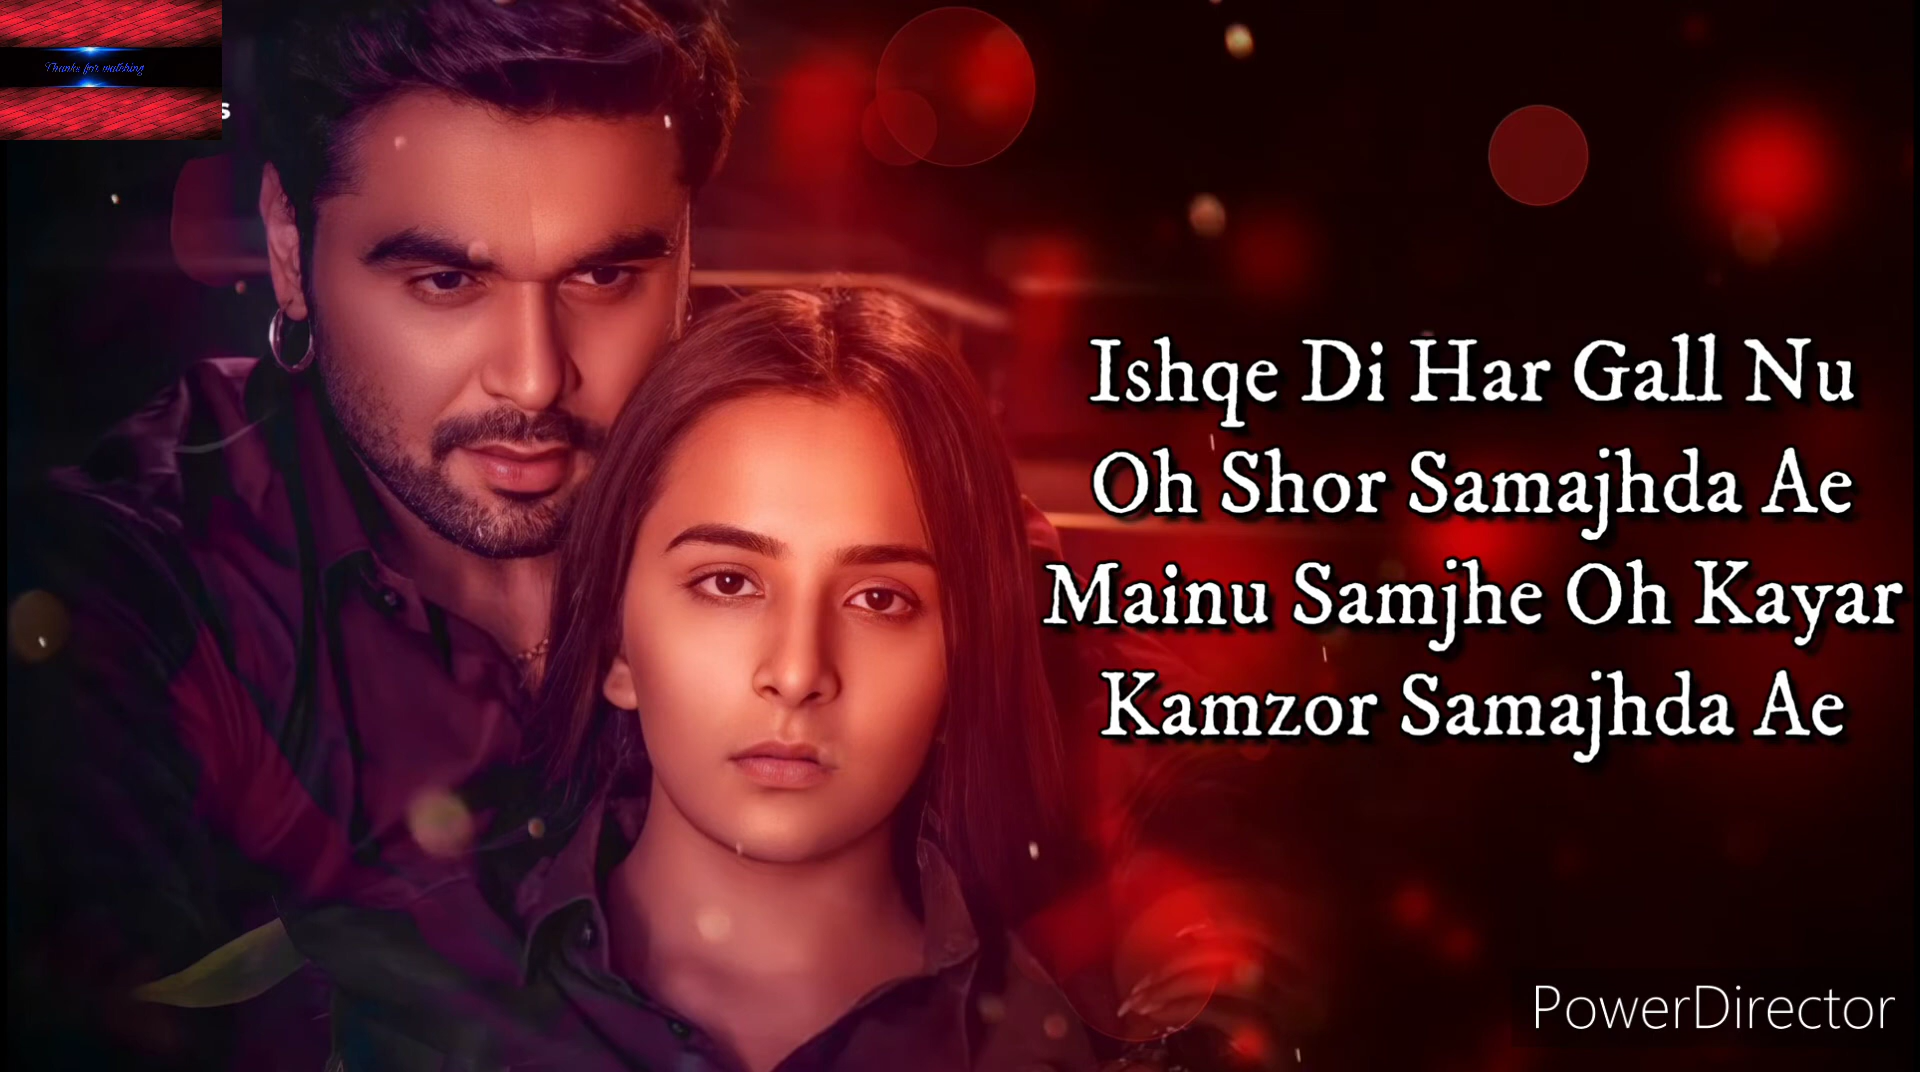 Thanks for watching
s
Ishqe Di Har Gall Nu
Oh Shor Samajhda Ae
Mainu Samjhe Oh Kayar
Kamzor Samajhda Ae
PowerDirector